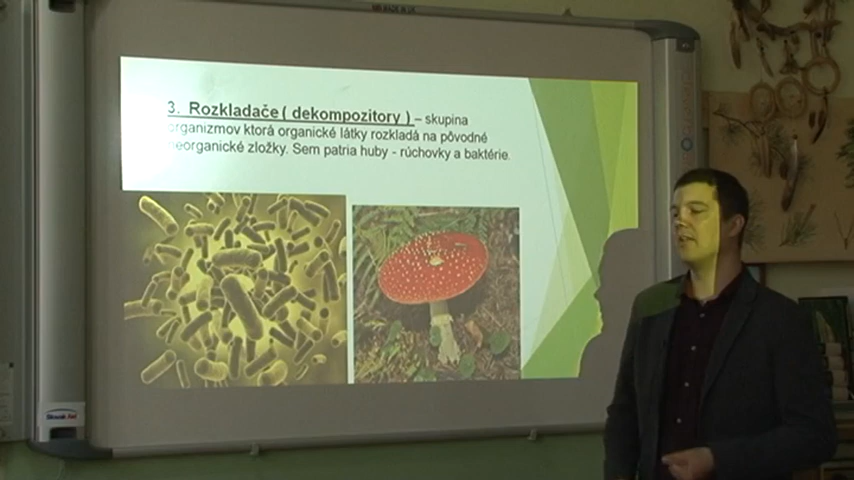 3. Rozkladače ( dekompozitory ) – skupina
organizmov ktorá organické látky rozkladá na pôvodné
neorganické zložky. Sem patria huby - rúchovky a baktérie.